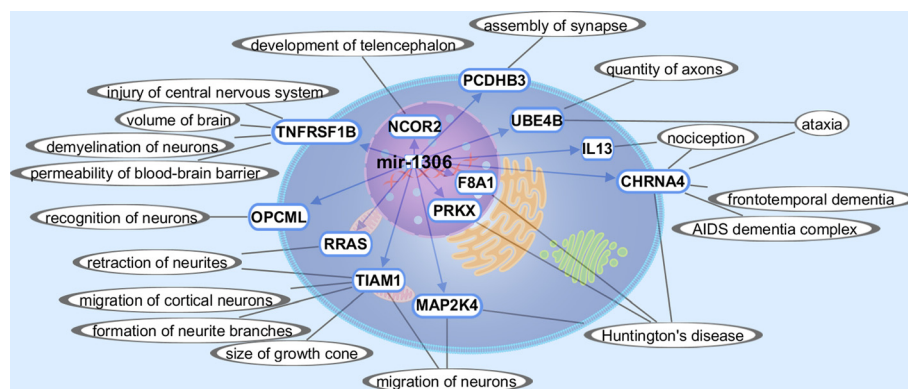 assembly of synapse
development of telencephalon
PCDHB3
quantity of axons
injury of central nervous system
volume of brain
TNFRSF1B
NCOR2
UBE4B
ataxia
nociception
demyelination of neurons
IL13
mir-1306
permeability of blood-brain barrier
F8A1
CHRNA4
frontotemporal dementia
recognition of neurons
OPCML
PRKX
AIDS dementia complex
RRAS
retraction of neurites
TIAM1
migration of cortical neurons
MAP2K4
formation of neurite branches
Huntington's disease
size of growth cone
migration of neurons